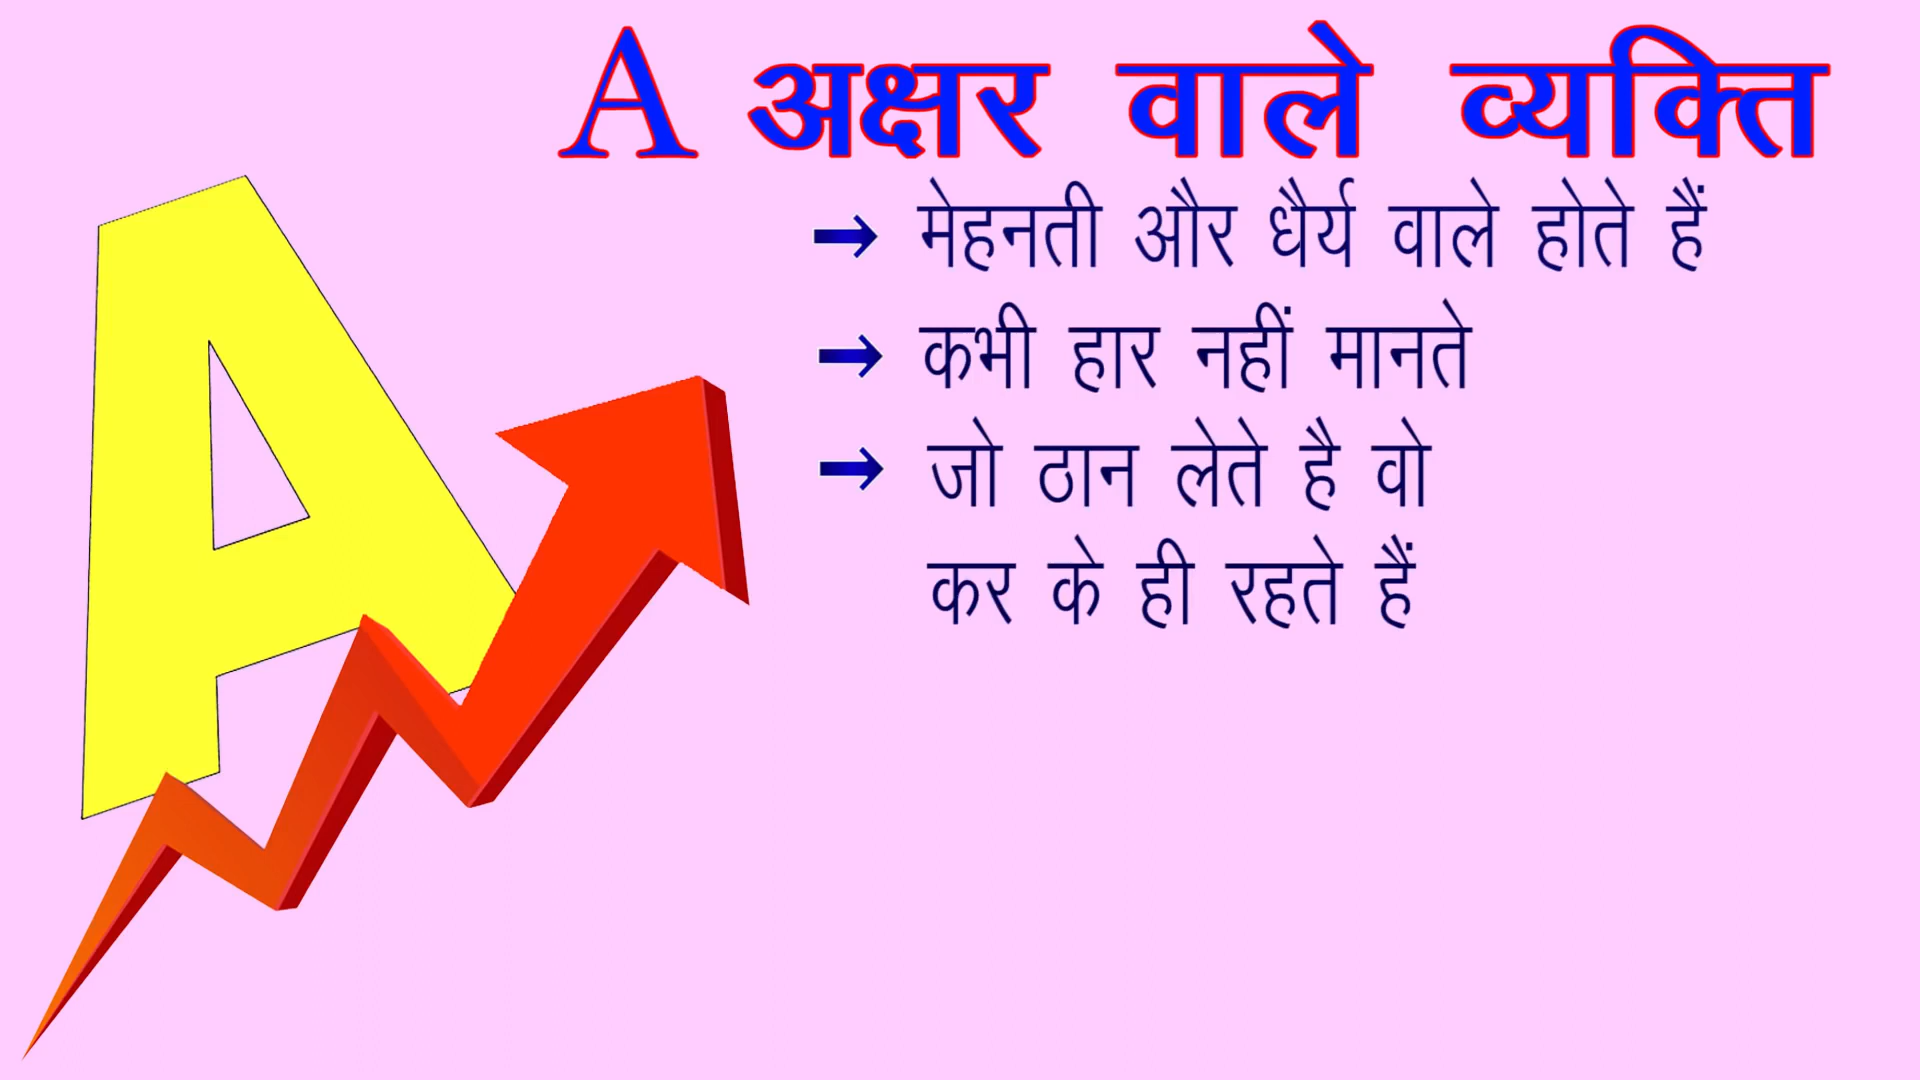 A अक्षर वाले व्यक्ति
→ मेहनती और धैर्य वाले होते हैं
→ कभी हार नहीं मानते
→ जो ठान लेते है वो
कर के ही रहते हैं
A